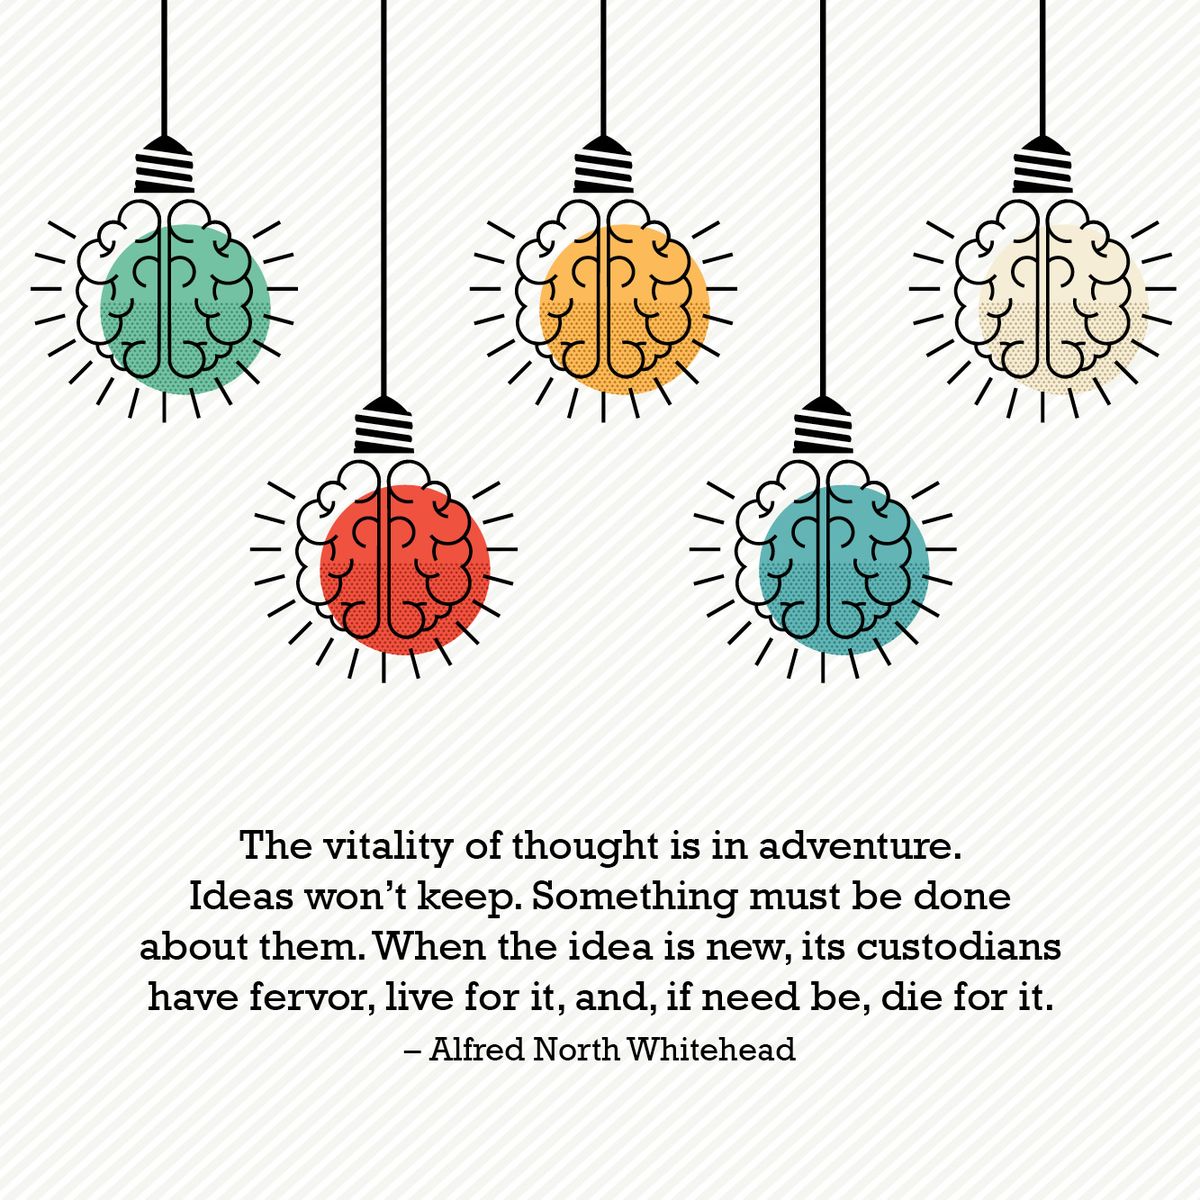 The vitality of thought is in adventure.
Ideas won’t keep. Something must be done
about them. When the idea is new, its custodians
have fervor, live for it, and, if need be, die for it.
– Alfred North Whitehead